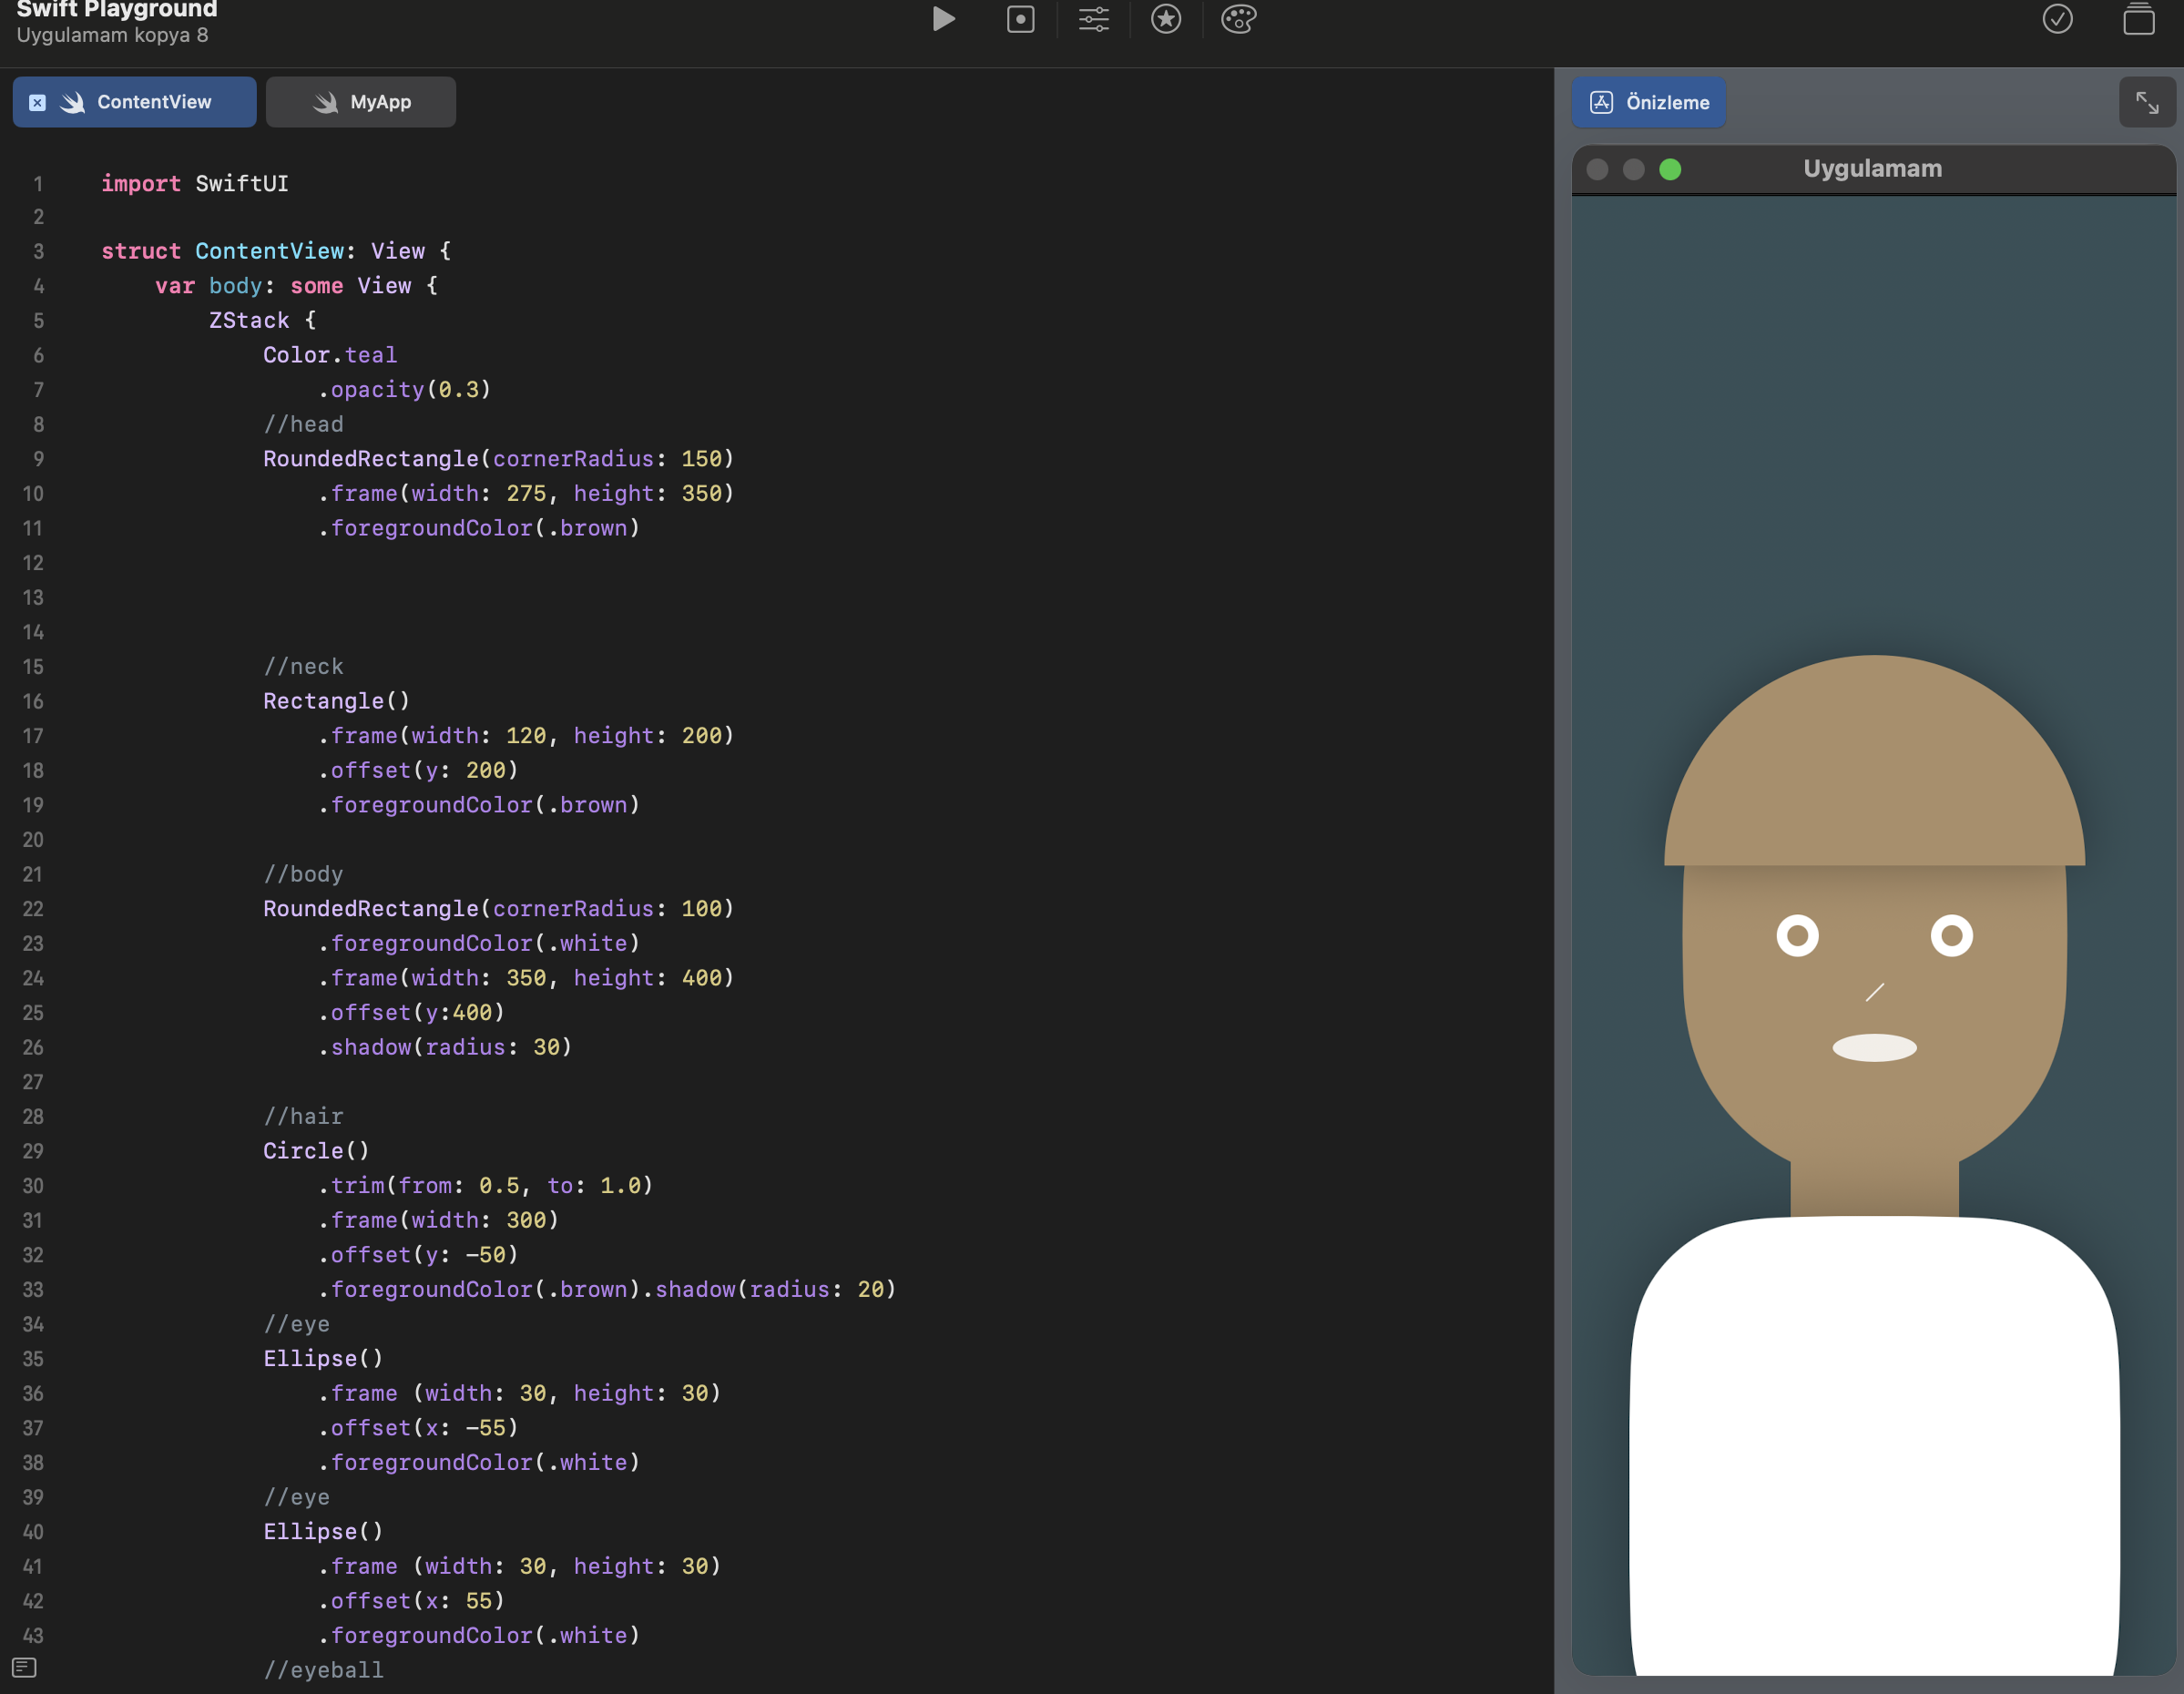 Swift Playground
Uygulamam kopya 8
ContentView
MyApp
Önizleme
Uygulamam
1 import SwiftUI
2
3 struct ContentView: View {
4 var body: some View {
5 ZStack {
6 Color.teal
7 .opacity(0.3)
8 //head
9 RoundedRectangle(cornerRadius: 150)
10 .frame(width: 275, height: 350)
11 .foregroundColor(.brown)
12
13
14
15 //neck
16 Rectangle()
17 .frame(width: 120, height: 200)
18 .offset(y: 200)
19 .foregroundColor(.brown)
20
21 //body
22 RoundedRectangle(cornerRadius: 100)
23 .foregroundColor(.white)
24 .frame(width: 350, height: 400)
25 .offset(y:400)
26 .shadow(radius: 30)
27
28 //hair
29 Circle()
30 .trim(from: 0.5, to: 1.0)
31 .frame(width: 300)
32 .offset(y: -50)
33 .foregroundColor(.brown).shadow(radius: 20)
34 //eye
35 Ellipse()
36 .frame (width: 30, height: 30)
37 .offset(x: -55)
38 .foregroundColor(.white)
39 //eye
40 Ellipse()
41 .frame (width: 30, height: 30)
42 .offset(x: 55)
43 .foregroundColor(.white)
//eyeball